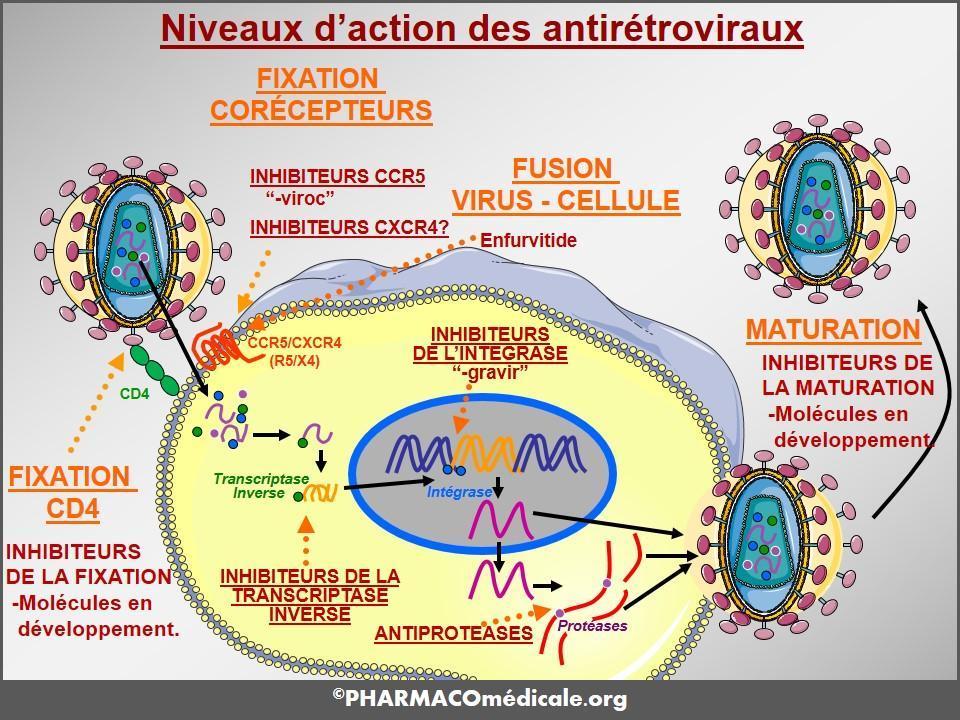 Niveaux d’action des antirétroviraux
FIXATION
CORÉCEPTEURS
INHIBITEURS CCR5
“-viroc”
INHIBITEURS CXCR4?
FUSION
VIRUS - CELLULE
Enfurvitide
CCR5/CXCR4
(R5/X4)
CD4
FIXATION
CD4
INHIBITEURS
DE LA FIXATION
-Molécules en
développement.
INHIBITEURS
DE L’INTEGRASE
“-gravir”
Transcriptase
Inverse
Intégrase
INHIBITEURS DE LA
TRANSCRIPTASE
INVERSE
ANTIPROTEASES
Protéases
MATURATION
INHIBITEURS DE
LA MATURATION
-Molécules en
développement.
©PHARMACOmédicale.org